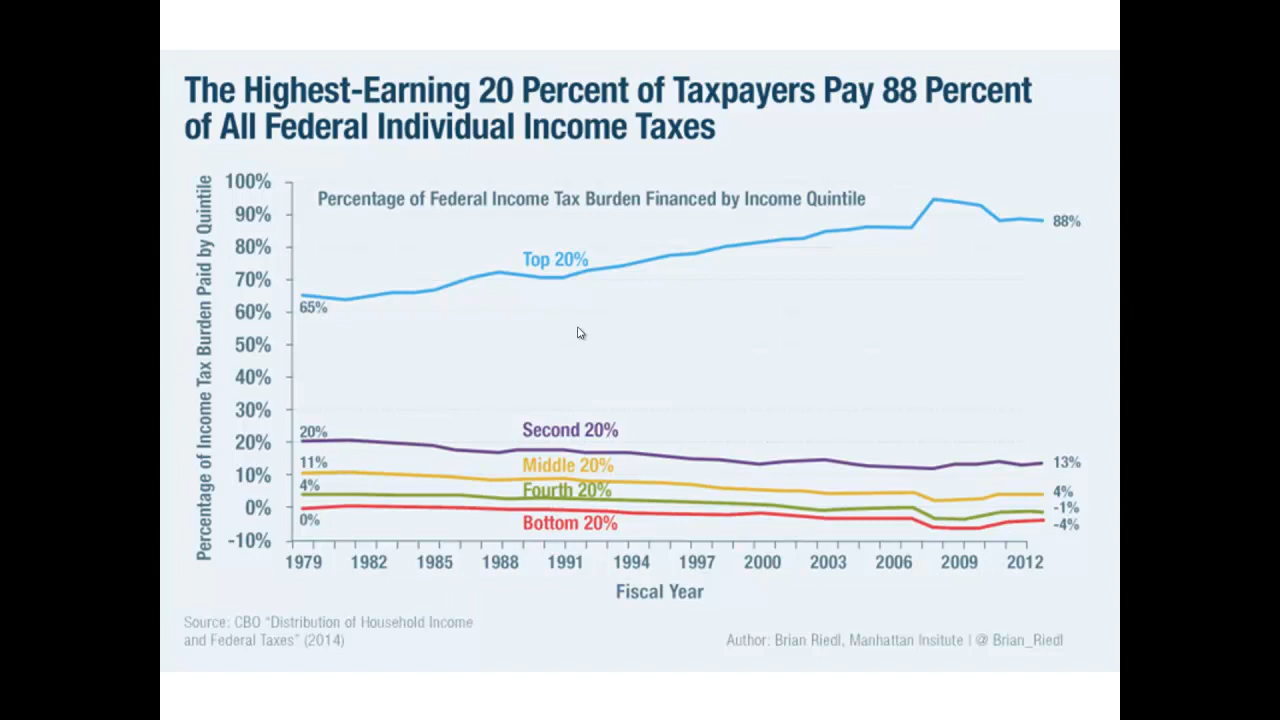 The Highest-Earning 20 Percent of Taxpayers Pay 88 Percent
of All Federal Individual Income Taxes
Percentage of Income Tax Burden Paid by Quintile
Percentage of Federal Income Tax Burden Financed by Income Quintile
100%
90%
80%
70%
60%
50%
40%
30%
20%
10%
0%
-10%
Top 20%
65%
88%
Second 20%
20%
13%
Middle 20%
11%
4%
Fourth 20%
4%
-1%
Bottom 20%
0%
-4%
1979 1982 1985 1988 1991 1994 1997 2000 2003 2006 2009 2012
Fiscal Year
Source: CBO “Distribution of Household Income
and Federal Taxes” (2014)
Author: Brian Riedl, Manhattan Insitute | @ Brian_Riedl